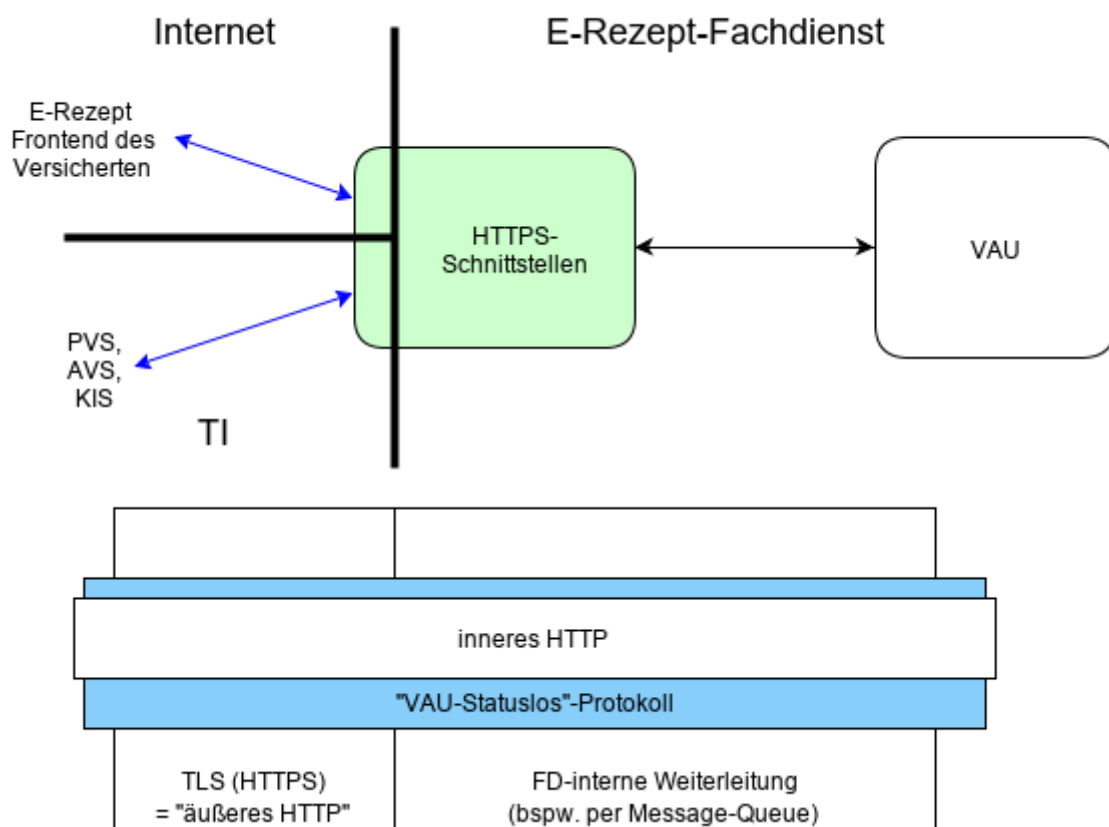 Internet
E-Rezept-Fachdienst
E-Rezept
Frontend des
Versicherten
HTTPS-
Schnittstellen
VAU
PVS,
AVS,
KIS
TI
inneres HTTP
"VAU-Statuslos"-Protokoll
TLS (HTTPS)
= "äußeres HTTP"
FD-interne Weiterleitung
(bspw. per Message-Queue)